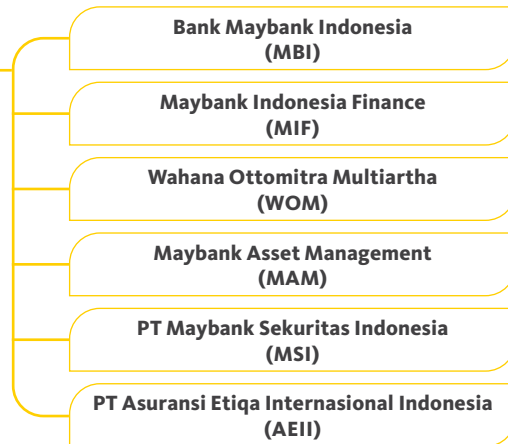 Bank Maybank Indonesia
(MBI)
Maybank Indonesia Finance
(MIF)
Wahana Ottomitra Multiartha
(WOM)
Maybank Asset Management
(MAM)
PT Maybank Sekuritas Indonesia
(MSI)
PT Asuransi Etiqa Internasional Indonesia
(AEII)